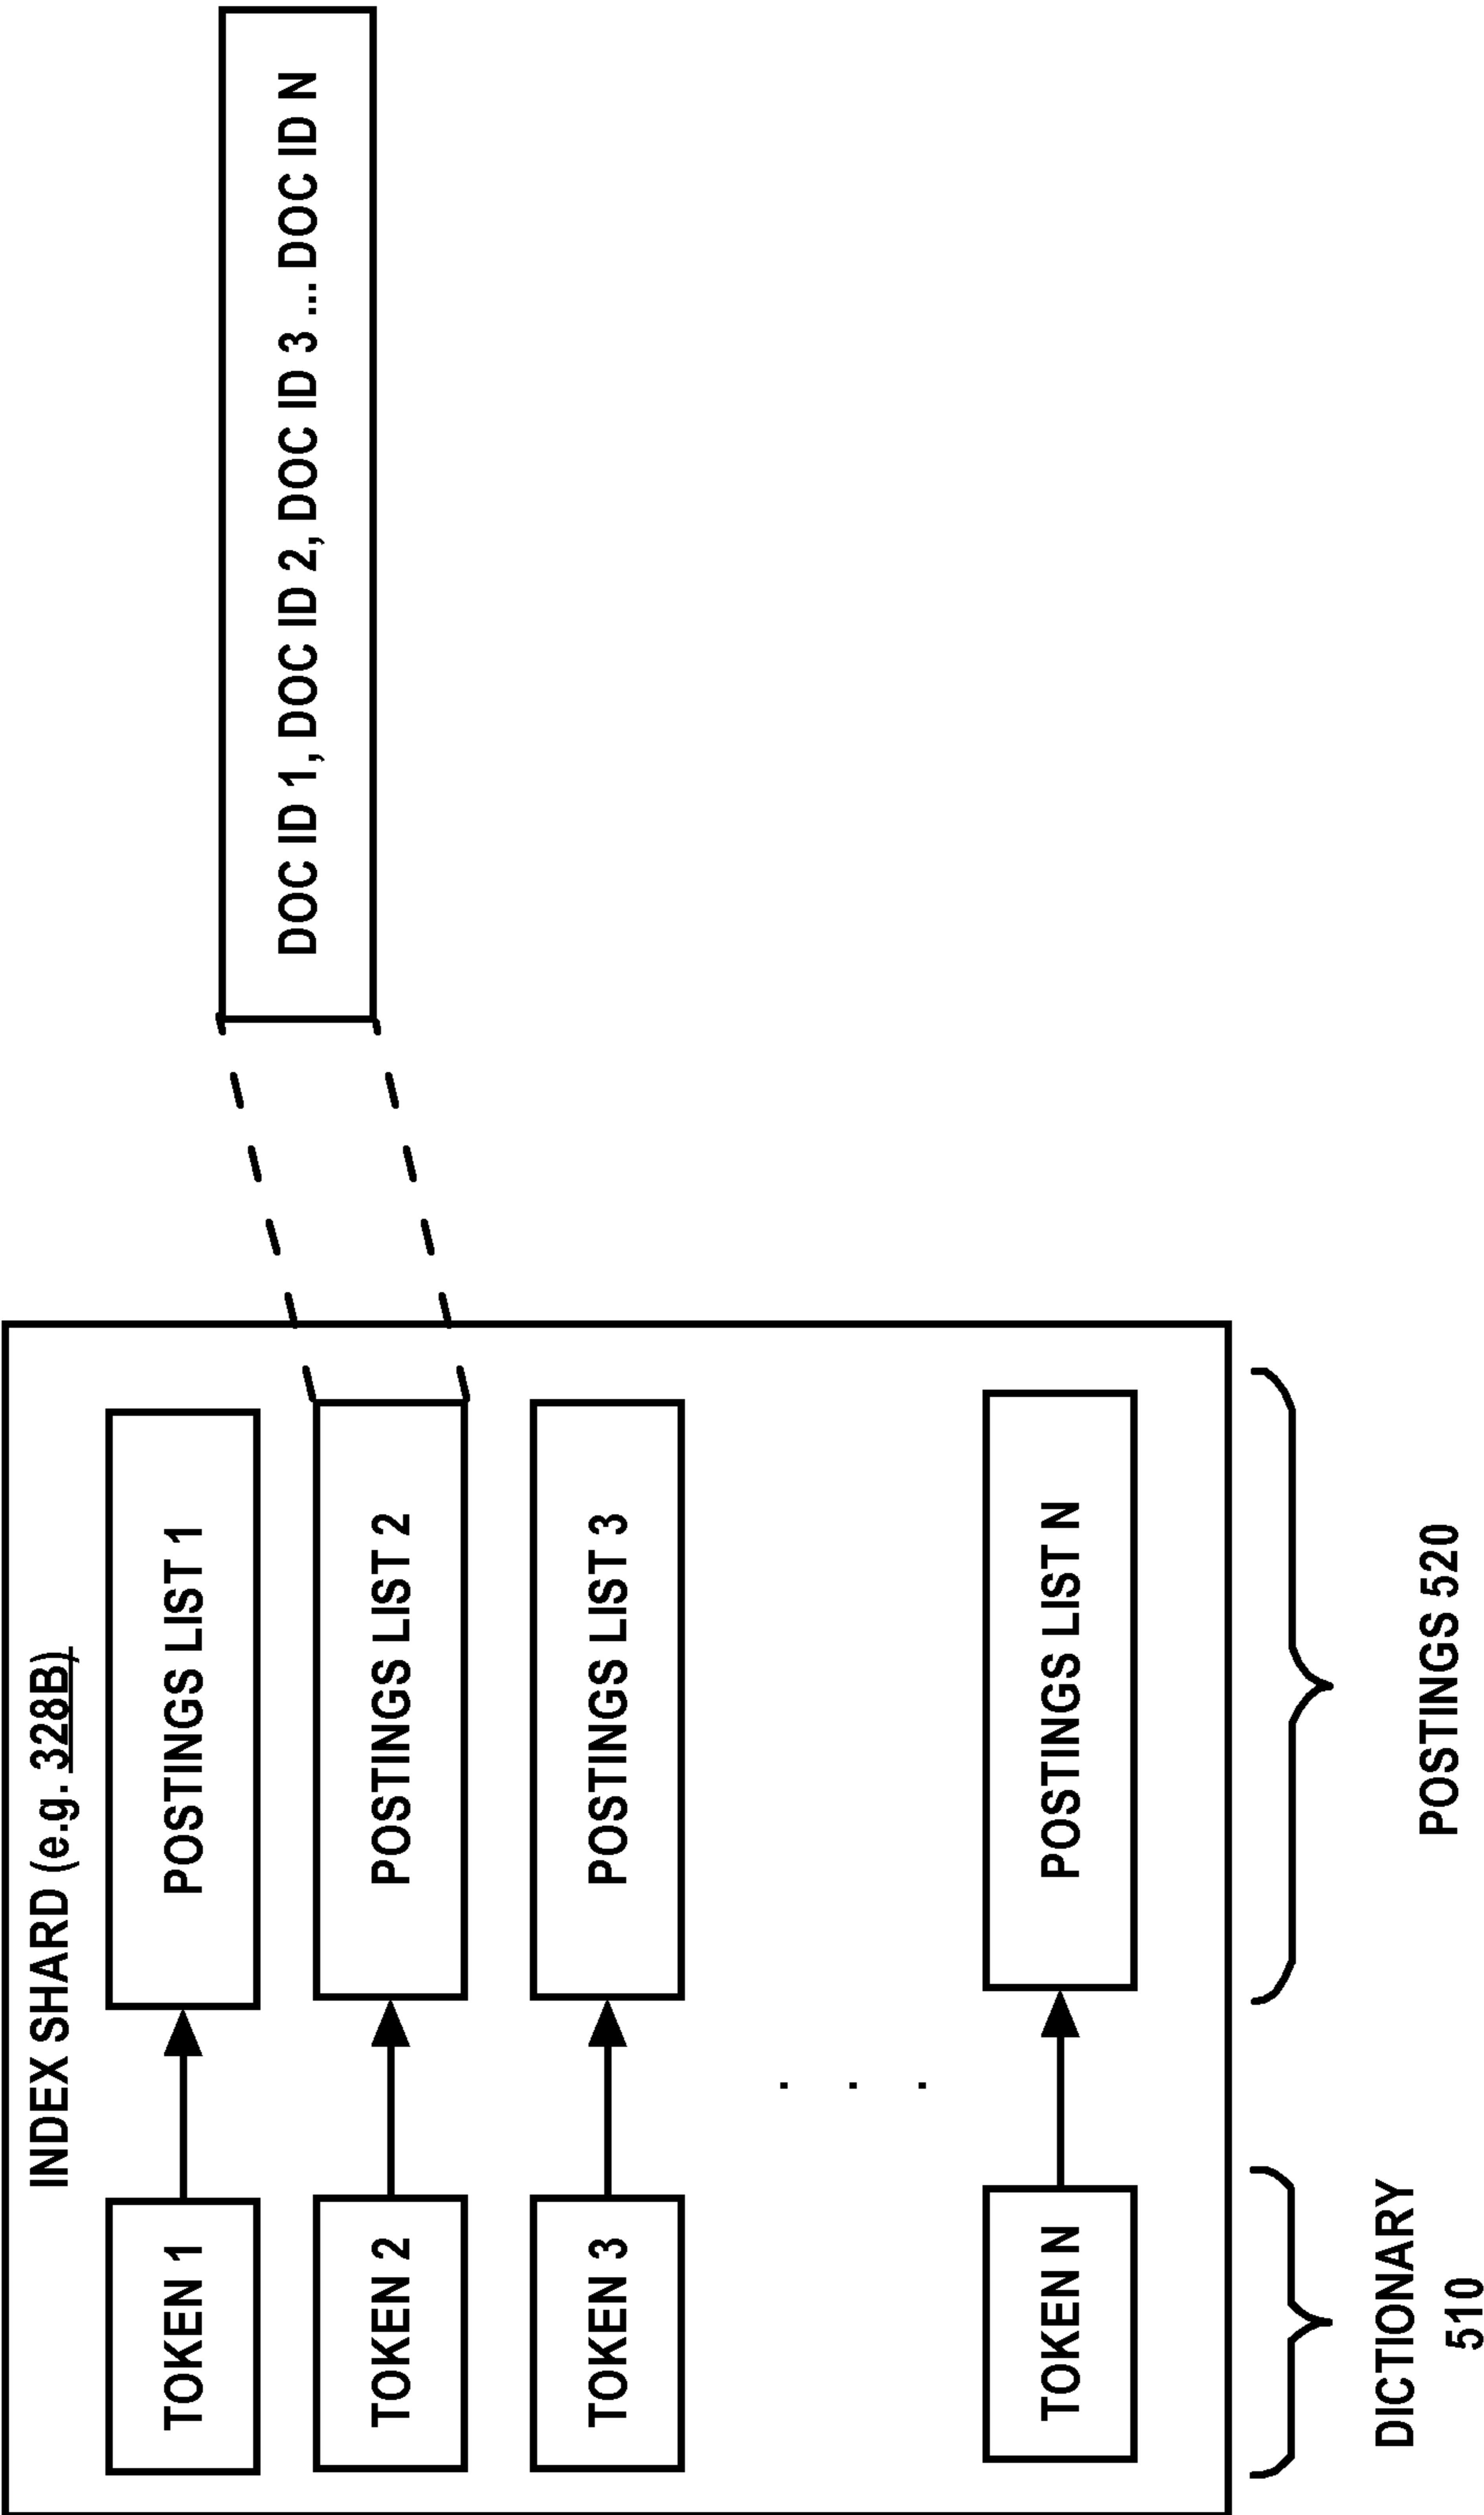 INDEX SHARD (e.g. 328B)
TOKEN 1
POSTINGS LIST 1
DOC ID 1, DOC ID 2, DOC ID 3 ... DOC ID N
TOKEN 2
POSTINGS LIST 2
TOKEN 3
POSTINGS LIST 3
. . .
TOKEN N
POSTINGS LIST N
DICTIONARY
510
POSTINGS 520